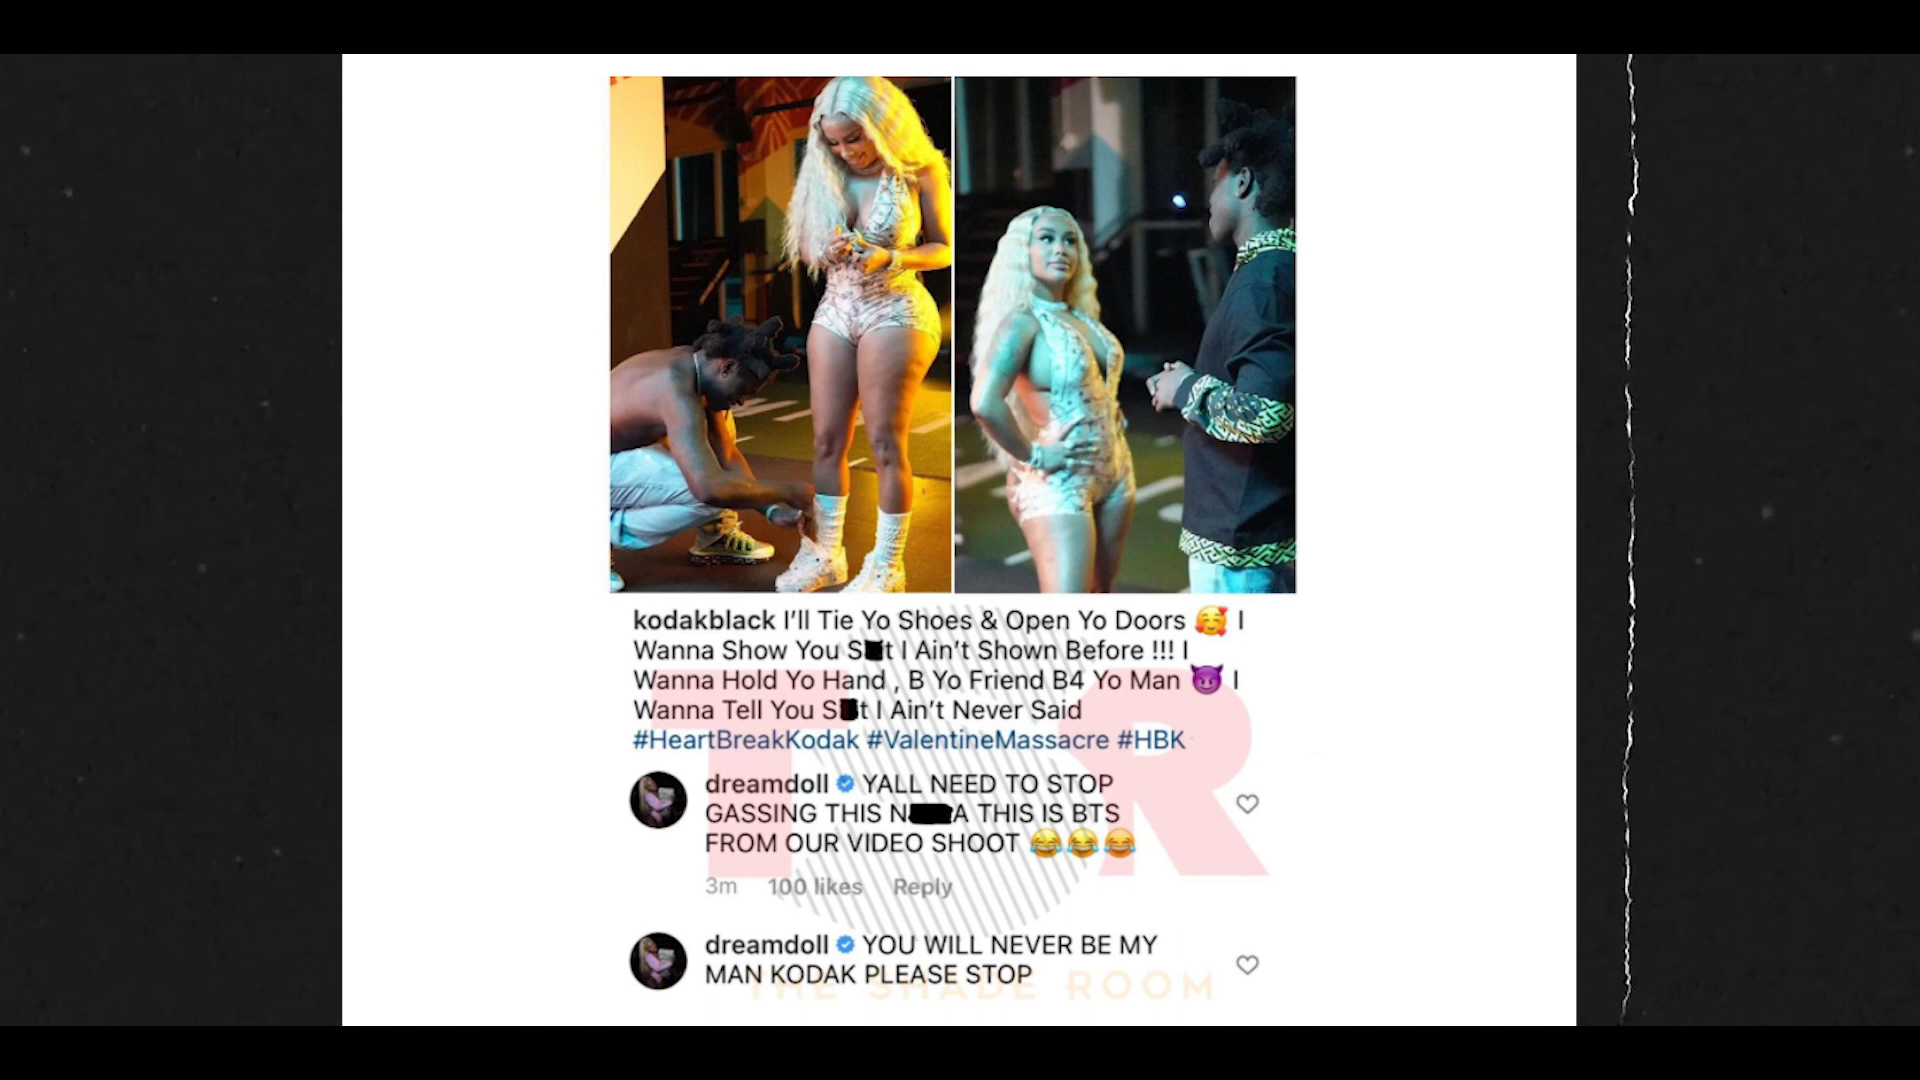 kodakblack I'll Tie Yo Shoes & Open Yo Doors 🥰 I
Wanna Show You S t I Ain't Shown Before !!! I
Wanna Hold Yo Hand , B Yo Friend B4 Yo Man 😈 I
Wanna Tell You S t I Ain't Never Said
#HeartBreakKodak #ValentineMassacre #HBK
dreamdoll YALL NEED TO STOP
GASSING THIS N A THIS IS BTS
FROM OUR VIDEO SHOOT 😂😂😂
3m 100 likes Reply
dreamdoll YOU WILL NEVER BE MY
MAN KODAK PLEASE STOP
TSR
THE SHADE ROOM